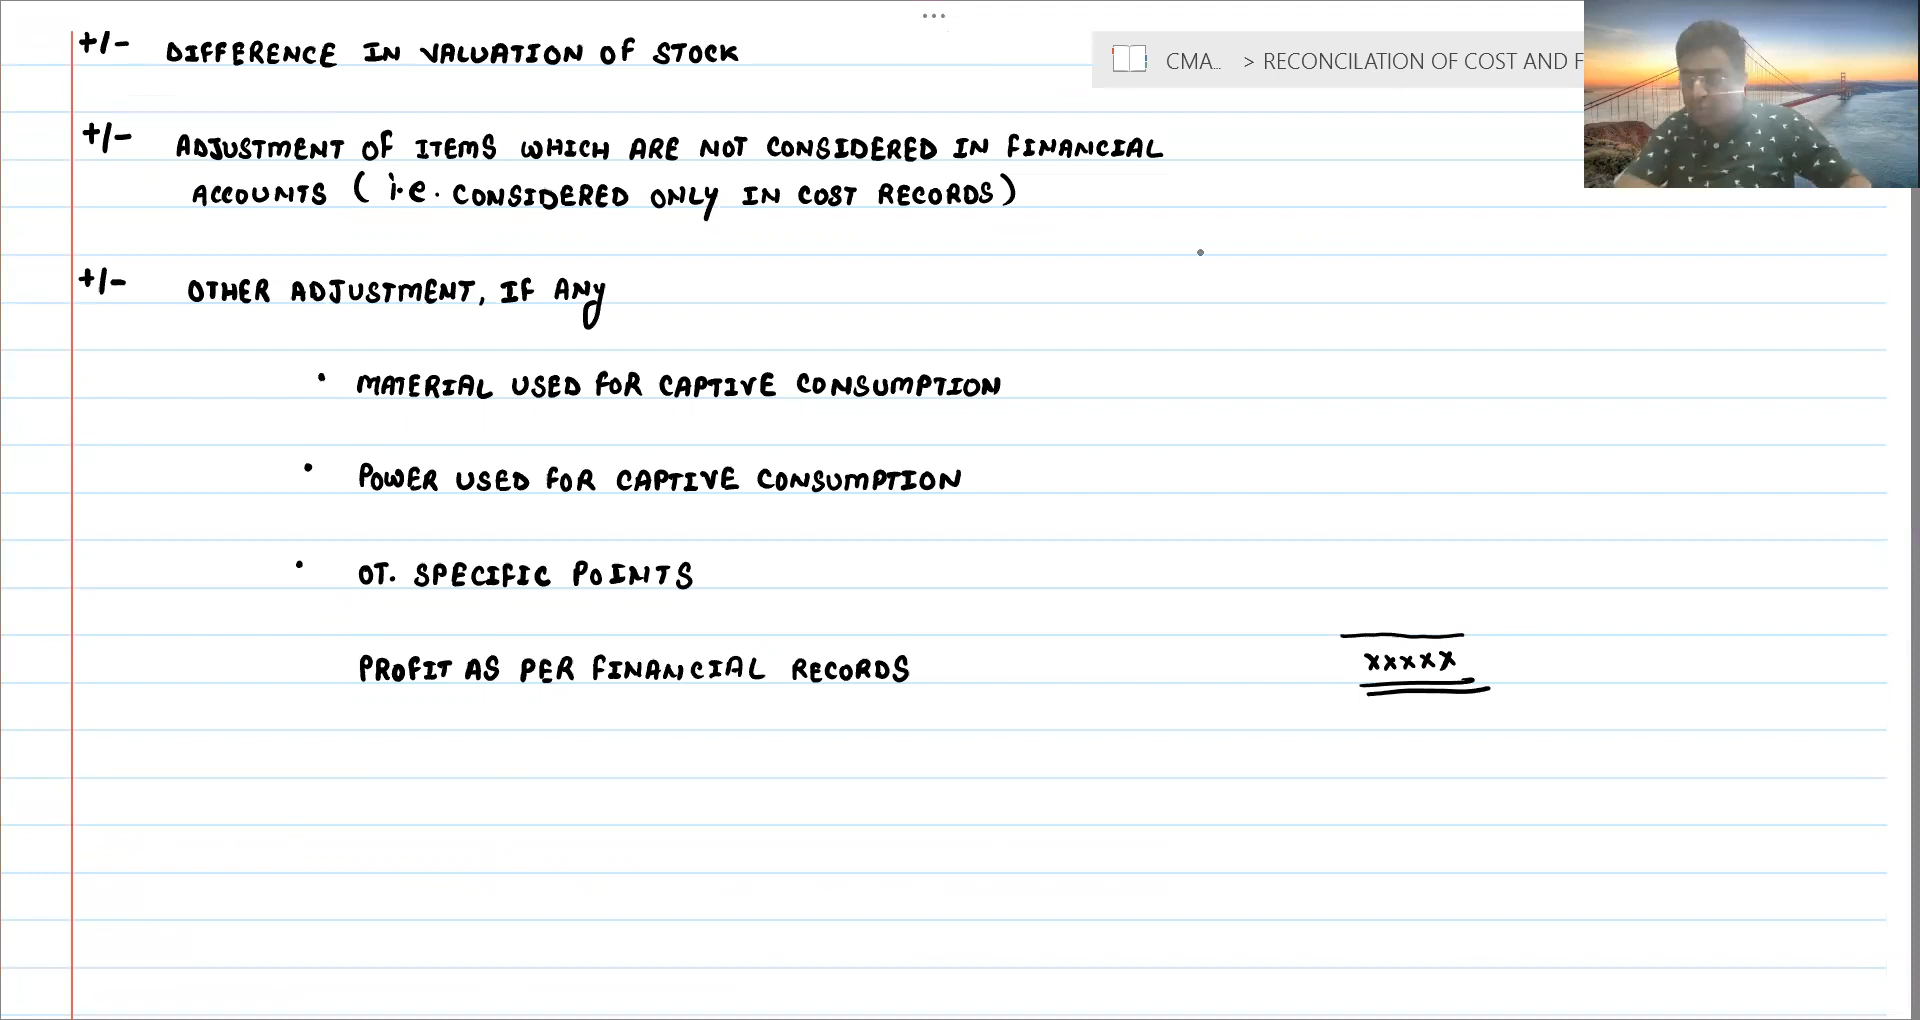 +/- DIFFERENCE IN VALUATION OF STOCK
CMA... > RECONCILATION OF COST AND F
+/- ADJUSTMENT OF ITEMS WHICH ARE NOT CONSIDERED IN FINANCIAL
ACCOUNTS ( i.e. CONSIDERED ONLY IN COST RECORDS)
+/- OTHER ADJUSTMENT, IF ANY
• MATERIAL USED FOR CAPTIVE CONSUMPTION
• POWER USED FOR CAPTIVE CONSUMPTION
• OT. SPECIFIC POINTS
PROFIT AS PER FINANCIAL RECORDS xxxxx